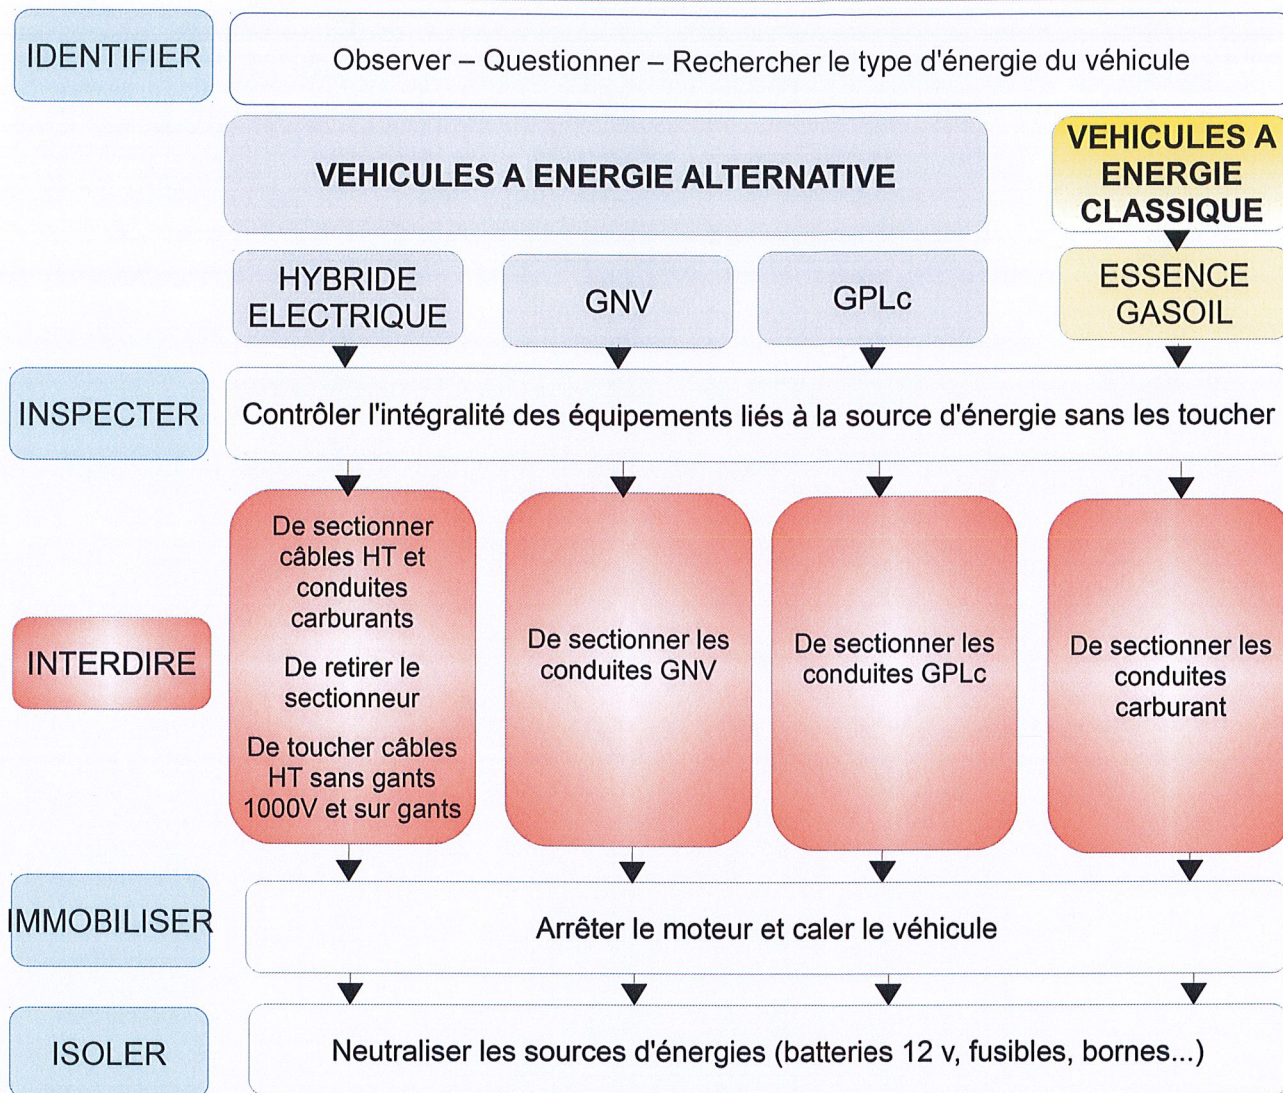 IDENTIFIER
Observer – Questionner – Rechercher le type d'énergie du véhicule
VEHICULES A ENERGIE ALTERNATIVE
VEHICULES A
ENERGIE
CLASSIQUE
HYBRIDE
ELECTRIQUE
GNV
GPLc
ESSENCE
GASOIL
INSPECTER
Contrôler l'intégralité des équipements liés à la source d'énergie sans les toucher
INTERDIRE
De sectionner
câbles HT et
conduites
carburants
De retirer le
sectionneur
De toucher câbles
HT sans gants
1000V et sur gants
De sectionner les
conduites GNV
De sectionner les
conduites GPLc
De sectionner les
conduites
carburant
IMMOBILISER
Arrêter le moteur et caler le véhicule
ISOLER
Neutraliser les sources d'énergies (batteries 12 v, fusibles, bornes...)